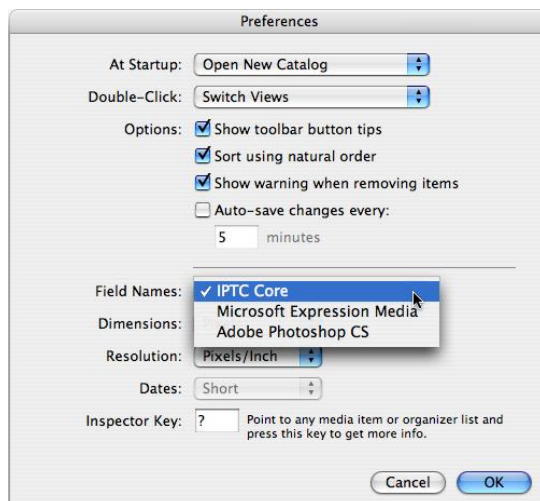 Preferences
At Startup: Open New Catalog
Double-Click: Switch Views
Options: Show toolbar button tips
Sort using natural order
Show warning when removing items
Auto-save changes every:
5 minutes
Field Names: ✓ IPTC Core
Microsoft Expression Media
Dimensions:
Adobe Photoshop CS
Resolution: Pixels/Inch
Dates: Short
Inspector Key: ? Point to any media item or organizer list and
press this key to get more info.
Cancel OK